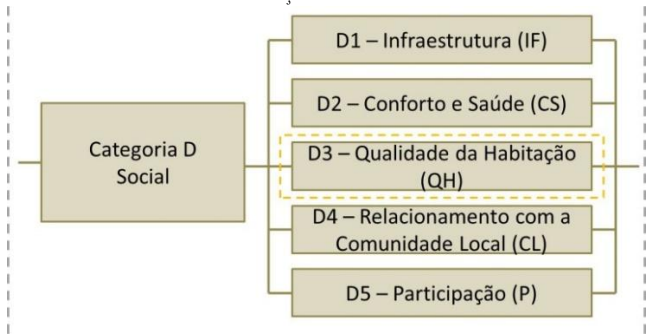 D1 – Infraestrutura (IF)
D2 – Conforto e Saúde (CS)
Categoria D
Social
D3 – Qualidade da Habitação
(QH)
D4 – Relacionamento com a
Comunidade Local (CL)
D5 – Participação (P)